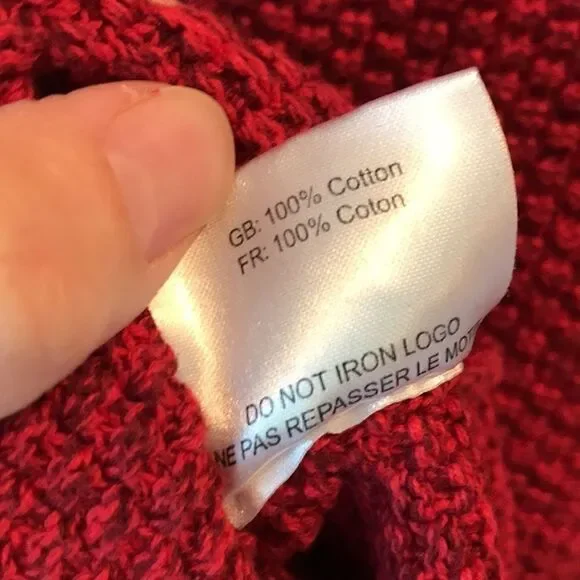 GB: 100% Cotton
FR: 100% Coton
DO NOT IRON LOGO
NE PAS REPASSER LE